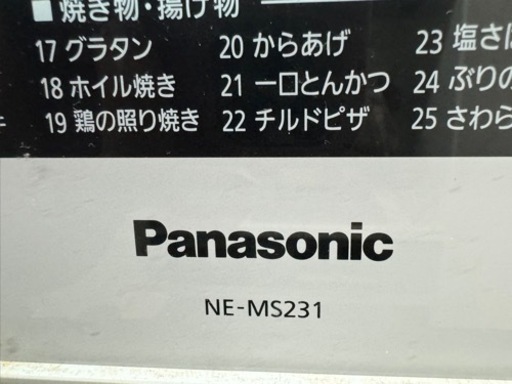 ■焼き物・揚げ物
17 グラタン 20 からあげ 23 塩さば
18 ホイル焼き 21 一口とんかつ 24 ぶりの
19 鶏の照り焼き 22 チルドピザ 25 さわら
Panasonic
NE-MS231